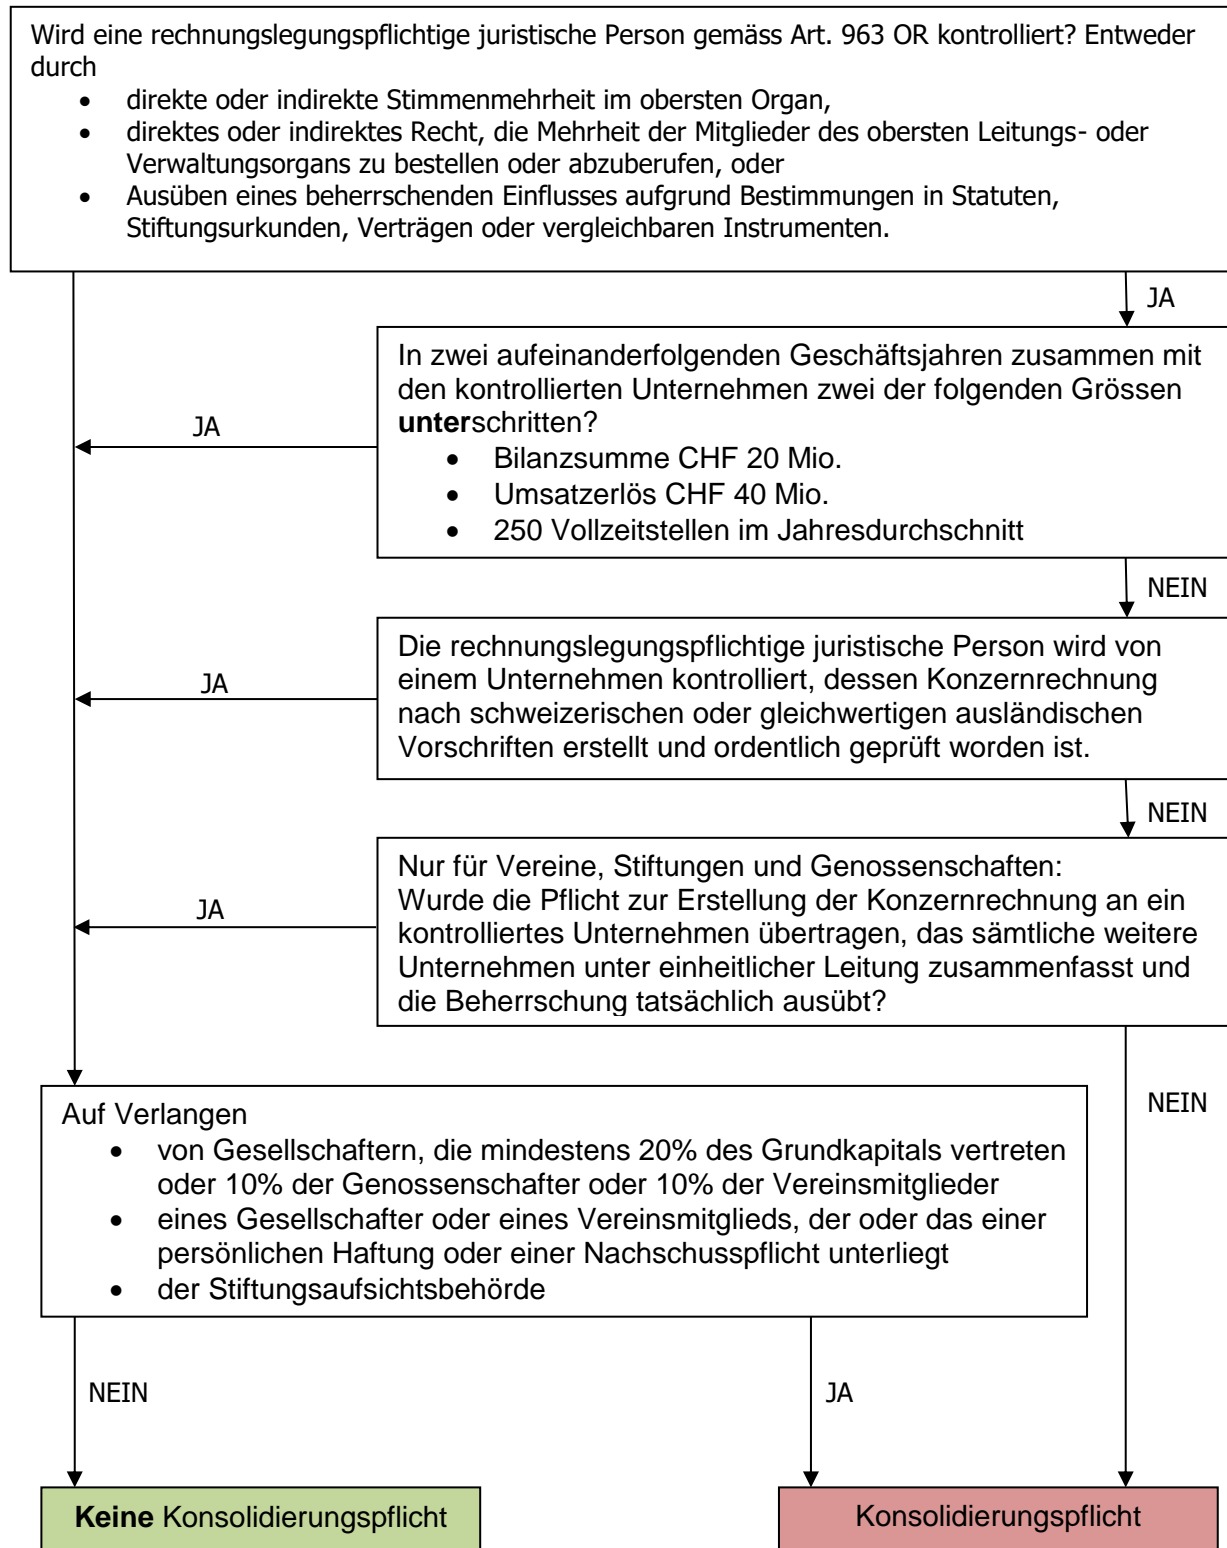 Wird eine rechnungslegungspflichtige juristische Person gemäss Art. 963 OR kontrolliert? Entweder
durch
• direkte oder indirekte Stimmenmehrheit im obersten Organ,
• direktes oder indirektes Recht, die Mehrheit der Mitglieder des obersten Leitungs- oder
Verwaltungsorgans zu bestellen oder abzuberufen, oder
• Ausüben eines beherrschenden Einflusses aufgrund Bestimmungen in Statuten,
Stiftungsurkunden, Verträgen oder vergleichbaren Instrumenten.
JA
In zwei aufeinanderfolgenden Geschäftsjahren zusammen mit
den kontrollierten Unternehmen zwei der folgenden Grössen
unterschritten?
• Bilanzsumme CHF 20 Mio.
• Umsatzerlös CHF 40 Mio.
• 250 Vollzeitstellen im Jahresdurchschnitt
JA
NEIN
Die rechnungslegungspflichtige juristische Person wird von
einem Unternehmen kontrolliert, dessen Konzernrechnung
nach schweizerischen oder gleichwertigen ausländischen
Vorschriften erstellt und ordentlich geprüft worden ist.
JA
NEIN
Nur für Vereine, Stiftungen und Genossenschaften:
Wurde die Pflicht zur Erstellung der Konzernrechnung an ein
kontrolliertes Unternehmen übertragen, das sämtliche weitere
Unternehmen unter einheitlicher Leitung zusammenfasst und
die Beherrschung tatsächlich ausübt?
JA
NEIN
Auf Verlangen
• von Gesellschaftern, die mindestens 20% des Grundkapitals vertreten
oder 10% der Genossenschafter oder 10% der Vereinsmitglieder
• eines Gesellschafter oder eines Vereinsmitglieds, der oder das einer
persönlichen Haftung oder einer Nachschusspflicht unterliegt
• der Stiftungsaufsichtsbehörde
NEIN
JA
Keine Konsolidierungspflicht
Konsolidierungspflicht